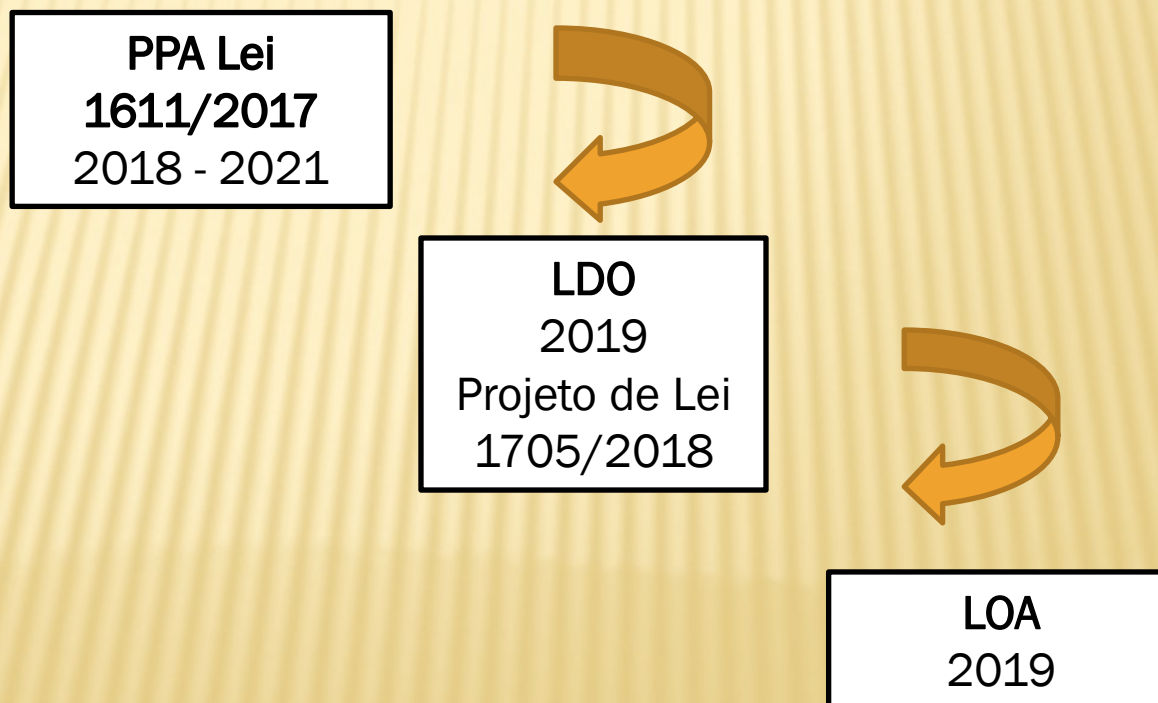 PPA Lei
1611/2017
2018 - 2021
LDO
2019
Projeto de Lei
1705/2018
LOA
2019